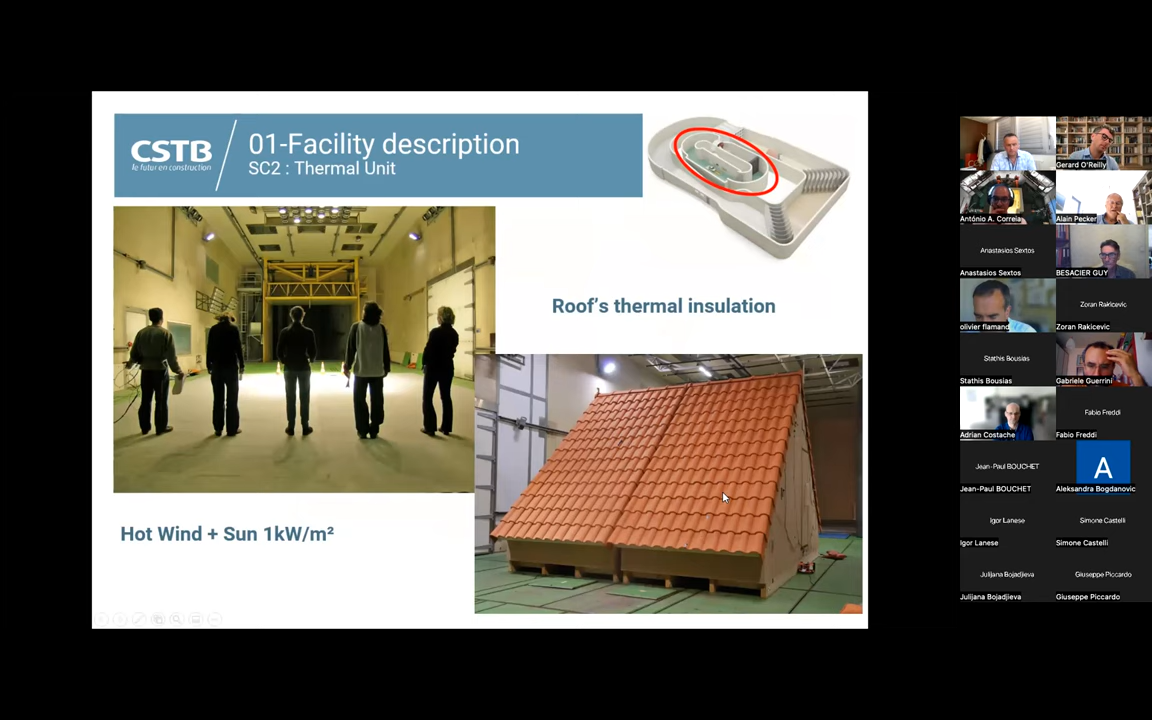 CSTB
le futur en construction
01-Facility description
SC2 : Thermal Unit
Roof's thermal insulation
Hot Wind + Sun 1kW/m²
Gerard O'Reilly
António A. Correia
Alain Pecker
Anastasios Sextos
Anastasios Sextos
BESACIER GUY
olivier flamand
Zoran Rakicevic
Zoran Rakicevic
Stathis Bousias
Stathis Bousias
Gabriele Guerrini
Adrian Costache
Fabio Freddi
Fabio Freddi
Jean-Paul BOUCHET
Jean-Paul BOUCHET
A
Aleksandra Bogdanovic
Igor Lanese
Igor Lanese
Simone Castelli
Simone Castelli
Julijana Bojadjieva
Julijana Bojadjieva
Giuseppe Piccardo
Giuseppe Piccardo